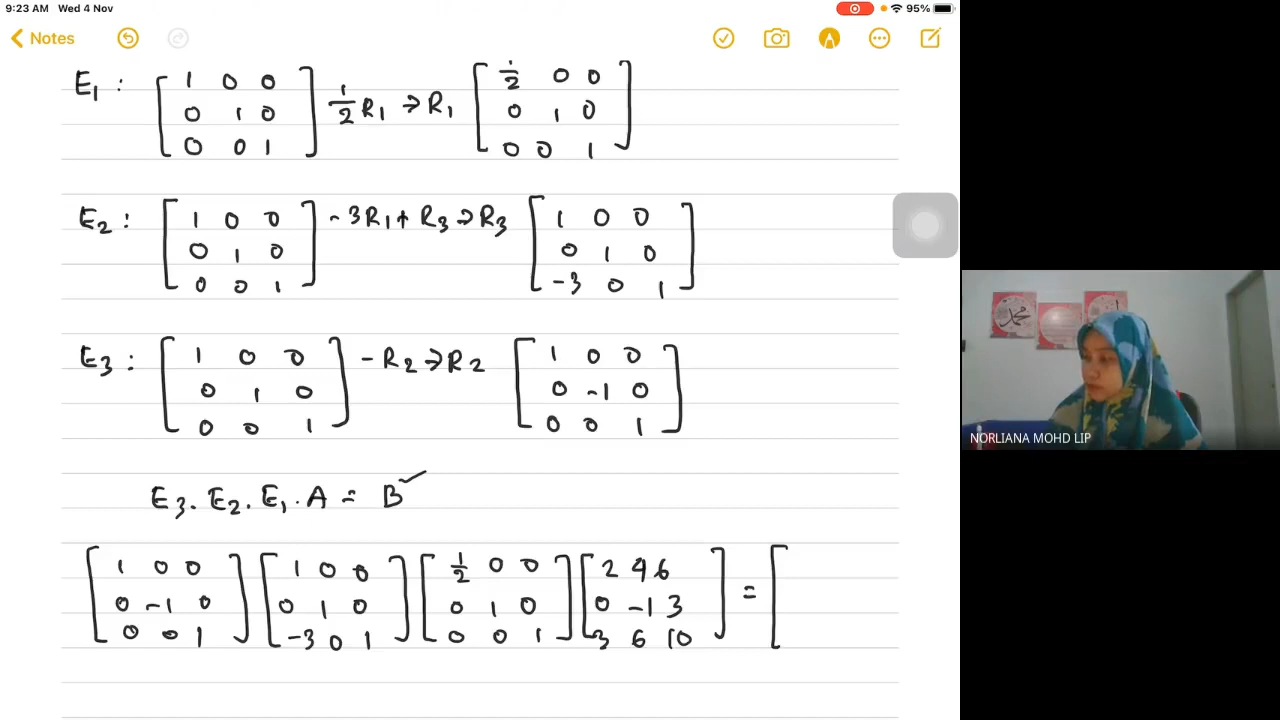 9:23 AM Wed 4 Nov
95%
Notes
E₁ : [1 0 0] ½R₁ → R₁ [½ 0 0]
[0 1 0] [0 1 0]
[0 0 1] [0 0 1]
E₂ : [1 0 0] -3R₁ + R₃ → R₃ [1 0 0]
[0 1 0] [0 1 0]
[0 0 1] [-3 0 1]
E₃ : [1 0 0] -R₂ → R₂ [1 0 0]
[0 1 0] [0 -1 0]
[0 0 1] [0 0 1]
E₃ . E₂ . E₁ . A = B ✓
[1 0 0] [1 0 0] [½ 0 0] [2 4 6] = [
[0 -1 0] [0 1 0] [0 1 0] [0 -1 3]
[0 0 1] [-3 0 1] [0 0 1] [3 6 10]
NORLIANA MOHD LIP
محمد